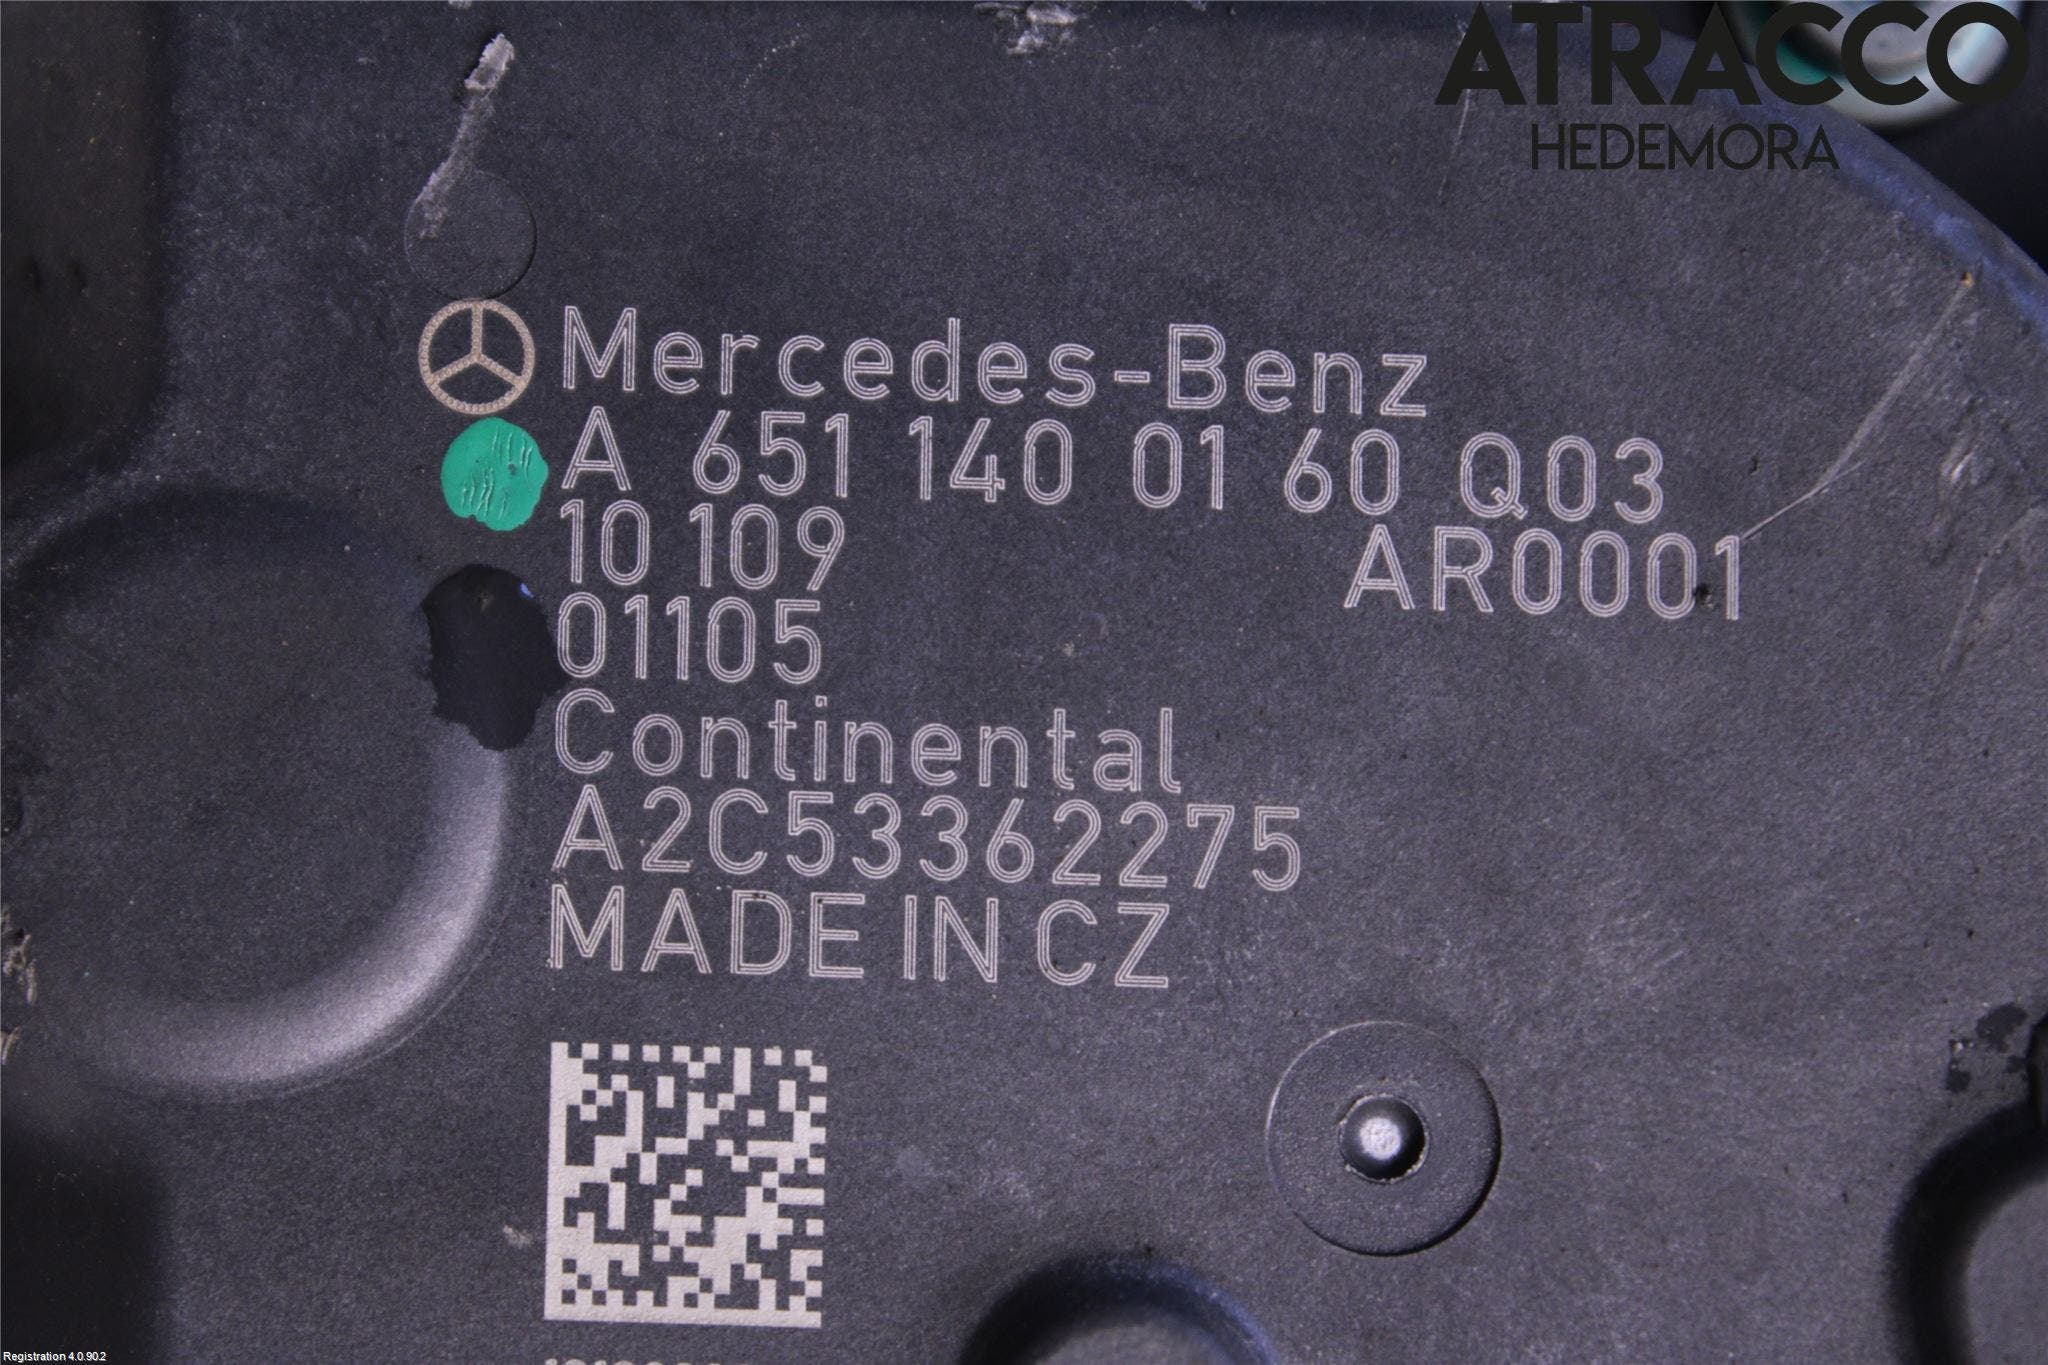 ATRACCO
HEDEMORA
Mercedes-Benz
A 651 140 01 60 Q03
10 109 AR0001
01105
Continental
A2C53362275
MADE IN CZ
Registration 4.0.90.2